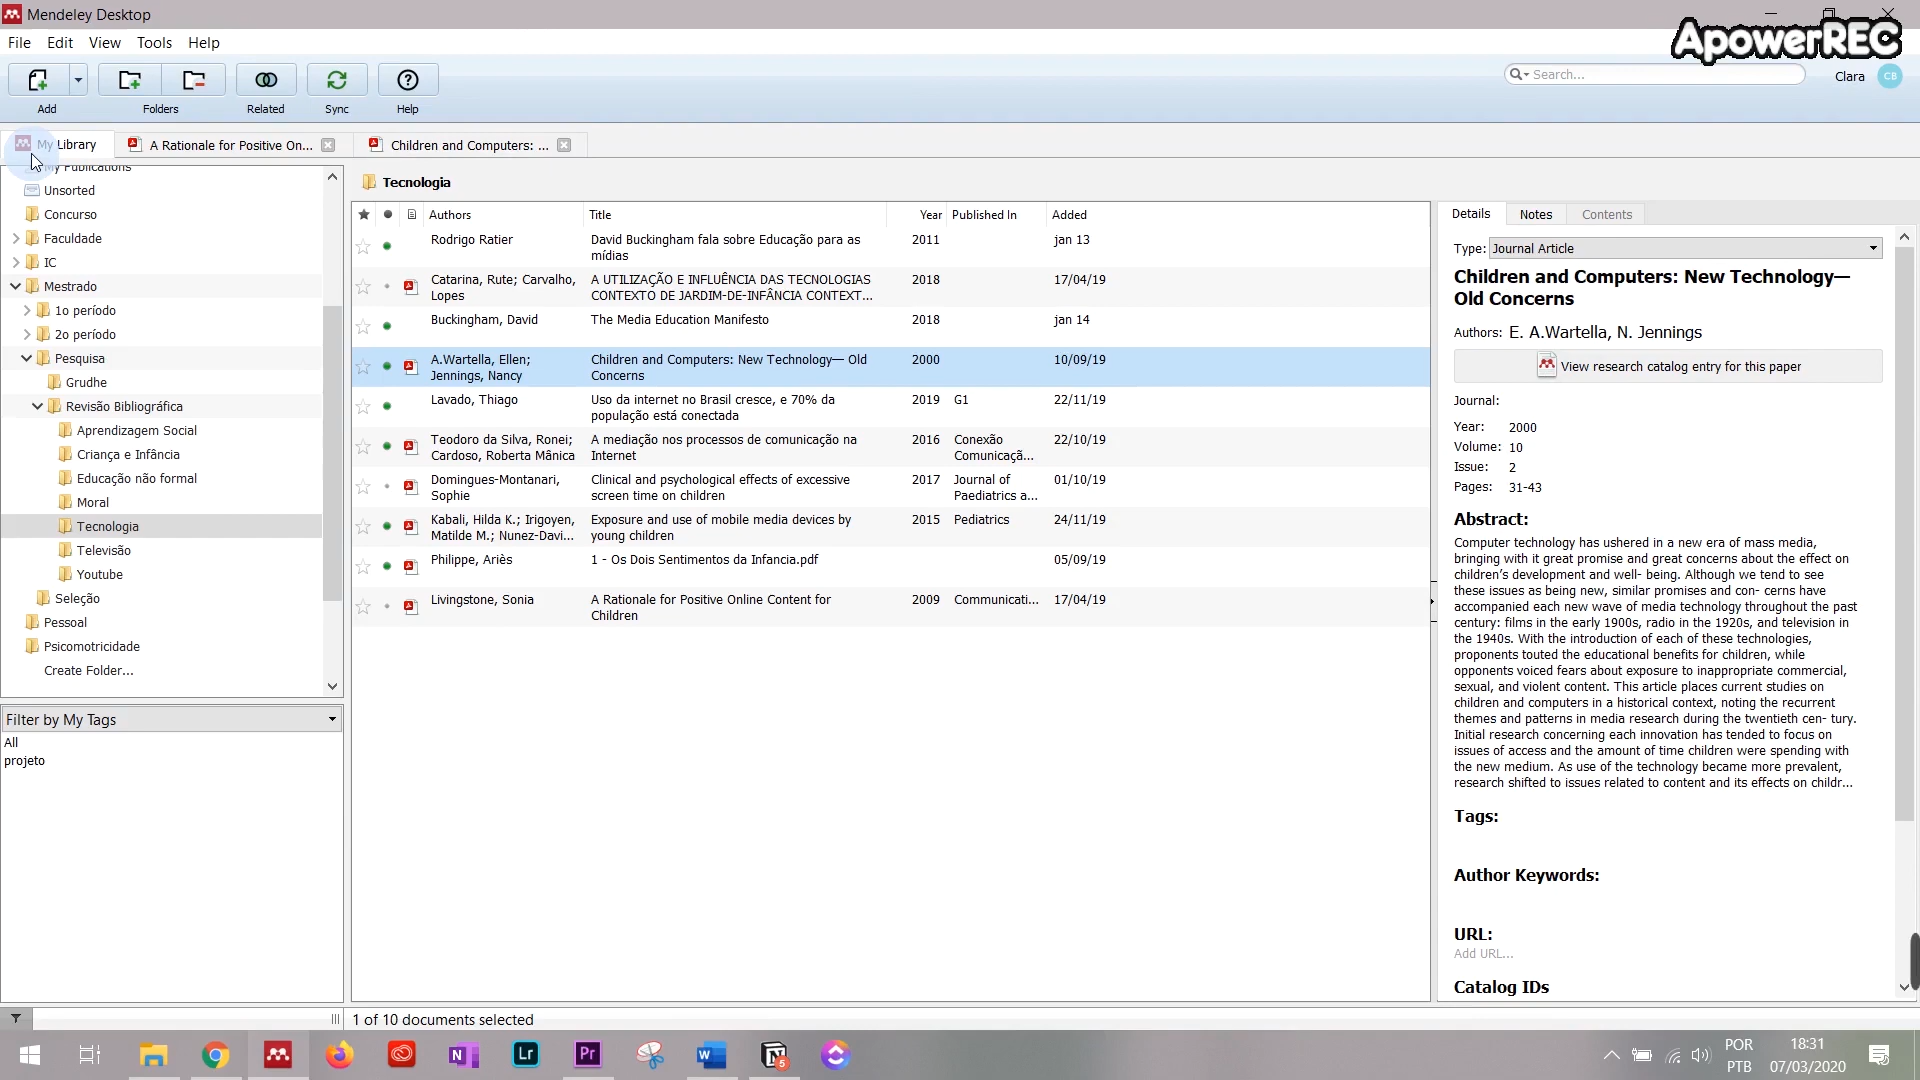 Mendeley Desktop
File Edit View Tools Help
ApowerREC
Search...
Clara CB
Add Folders Related Sync Help
My Library A Rationale for Positive On... Children and Computers: ...
My Publications
Unsorted
Concurso
Faculdade
IC
Mestrado
1o período
2o período
Pesquisa
Grudhe
Revisão Bibliográfica
Aprendizagem Social
Criança e Infância
Educação não formal
Moral
Tecnologia
Televisão
Youtube
Seleção
Pessoal
Psicomotricidade
Create Folder...
Filter by My Tags
All
projeto
Tecnologia
Authors Title Year Published In Added
Rodrigo Ratier David Buckingham fala sobre Educação para as 2011 jan 13
mídias
Catarina, Rute; Carvalho, A UTILIZAÇÃO E INFLUÊNCIA DAS TECNOLOGIAS 2018 17/04/19
Lopes CONTEXTO DE JARDIM-DE-INFÂNCIA CONTEXT...
Buckingham, David The Media Education Manifesto 2018 jan 14
A.Wartella, Ellen; Children and Computers: New Technology— Old 2000 10/09/19
Jennings, Nancy Concerns
Lavado, Thiago Uso da internet no Brasil cresce, e 70% da 2019 G1 22/11/19
população está conectada
Teodoro da Silva, Ronei; A mediação nos processos de comunicação na 2016 Conexão 22/10/19
Cardoso, Roberta Mânica Internet Comunicaçã...
Domingues-Montanari, Clinical and psychological effects of excessive 2017 Journal of 01/10/19
Sophie screen time on children Paediatrics a...
Kabali, Hilda K.; Irigoyen, Exposure and use of mobile media devices by 2015 Pediatrics 24/11/19
Matilde M.; Nunez-Davi... young children
Philippe, Ariès 1 - Os Dois Sentimentos da Infancia.pdf 05/09/19
Livingstone, Sonia A Rationale for Positive Online Content for 2009 Communicati... 17/04/19
Children
Details Notes Contents
Type: Journal Article
Children and Computers: New Technology—
Old Concerns
Authors: E. A.Wartella, N. Jennings
View research catalog entry for this paper
Journal:
Year: 2000
Volume: 10
Issue: 2
Pages: 31-43
Abstract:
Computer technology has ushered in a new era of mass media,
bringing with it great promise and great concerns about the effect on
children’s development and well- being. Although we tend to see
these issues as being new, similar promises and con- cerns have
accompanied each new wave of media technology throughout the past
century: films in the early 1900s, radio in the 1920s, and television in
the 1940s. With the introduction of each of these technologies,
proponents touted the educational benefits for children, while
opponents voiced fears about exposure to inappropriate commercial,
sexual, and violent content. This article places current studies on
children and computers in a historical context, noting the recurrent
themes and patterns in media research during the twentieth cen- tury.
Initial research concerning each innovation has tended to focus on
issues of access and the amount of time children were spending with
the new medium. As use of the technology became more prevalent,
research shifted to issues related to content and its effects on childr...
Tags:
Author Keywords:
URL:
Add URL...
Catalog IDs
1 of 10 documents selected
N Lr Pr W N 5
POR 18:31
PTB 07/03/2020